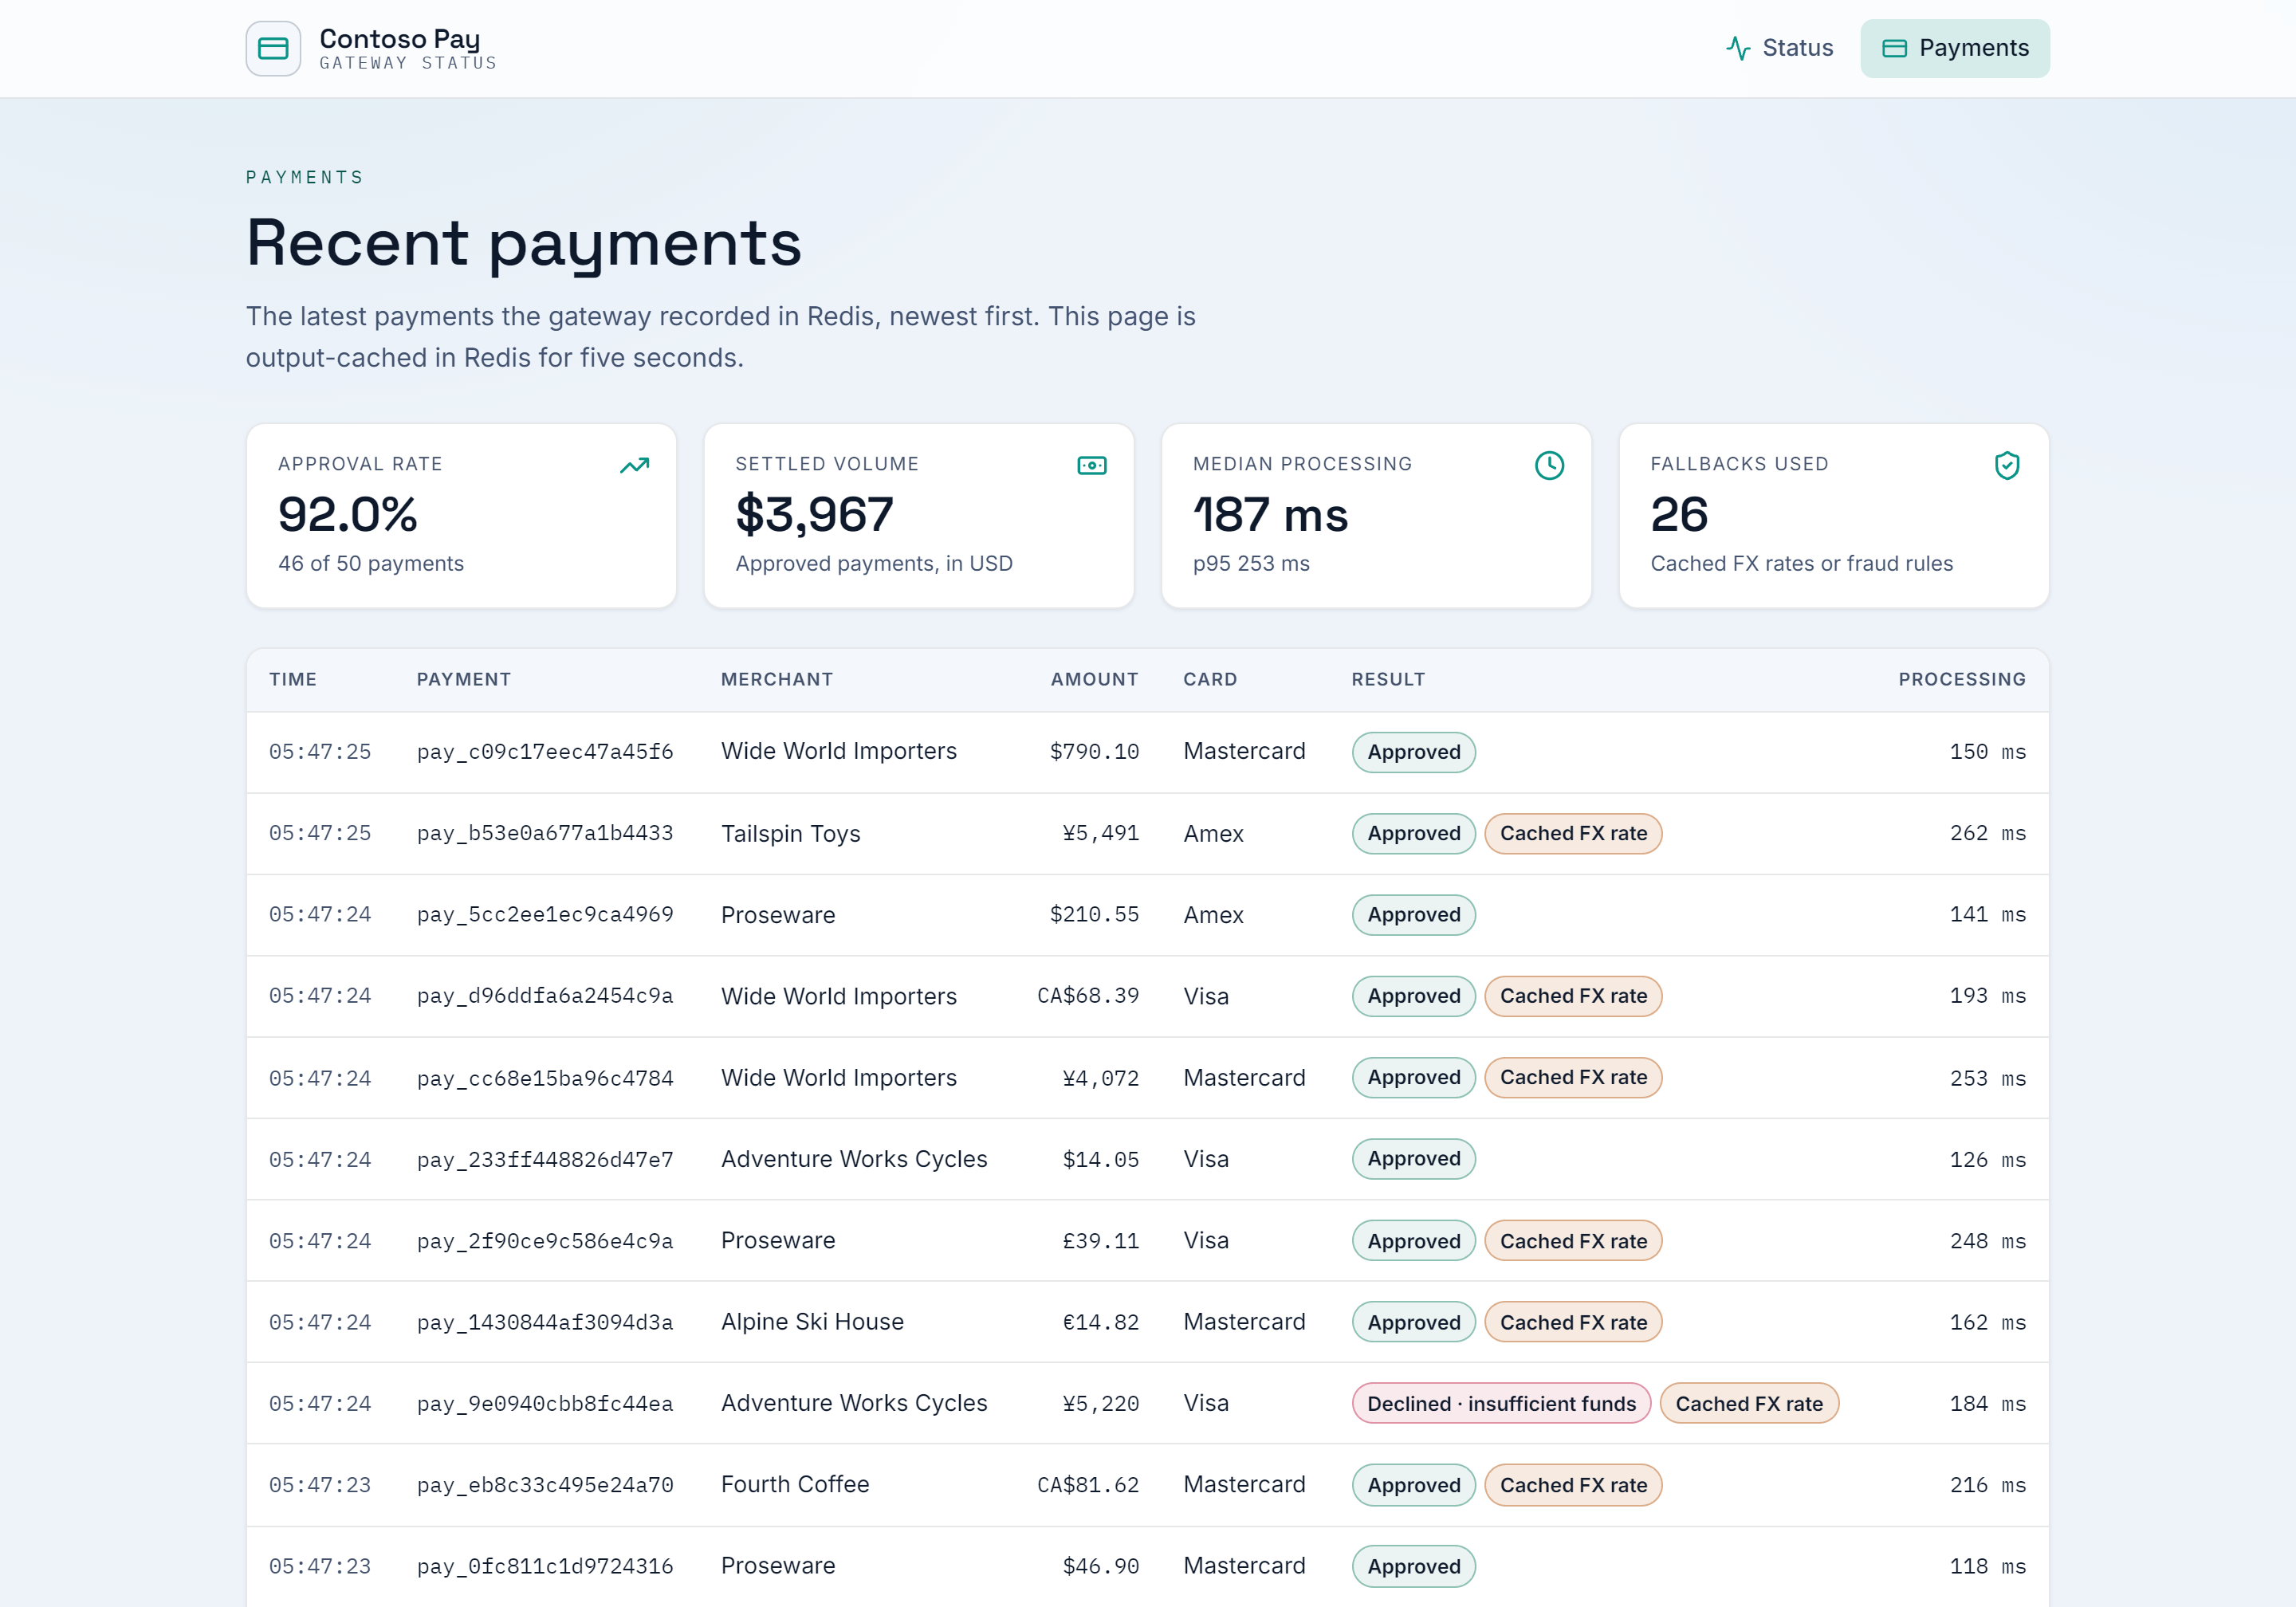 Contoso Pay
GATEWAY STATUS
Status
Payments
PAYMENTS
Recent payments
The latest payments the gateway recorded in Redis, newest first. This page is
output-cached in Redis for five seconds.
APPROVAL RATE
92.0%
46 of 50 payments
SETTLED VOLUME
$3,967
Approved payments, in USD
MEDIAN PROCESSING
187 ms
p95 253 ms
FALLBACKS USED
26
Cached FX rates or fraud rules
TIME PAYMENT MERCHANT AMOUNT CARD RESULT PROCESSING
05:47:25 pay_c09c17eec47a45f6 Wide World Importers $790.10 Mastercard Approved 150 ms
05:47:25 pay_b53e0a677a1b4433 Tailspin Toys ¥5,491 Amex Approved Cached FX rate 262 ms
05:47:24 pay_5cc2ee1ec9ca4969 Proseware $210.55 Amex Approved 141 ms
05:47:24 pay_d96ddfa6a2454c9a Wide World Importers CA$68.39 Visa Approved Cached FX rate 193 ms
05:47:24 pay_cc68e15ba96c4784 Wide World Importers ¥4,072 Mastercard Approved Cached FX rate 253 ms
05:47:24 pay_233ff448826d47e7 Adventure Works Cycles $14.05 Visa Approved 126 ms
05:47:24 pay_2f90ce9c586e4c9a Proseware £39.11 Visa Approved Cached FX rate 248 ms
05:47:24 pay_1430844af3094d3a Alpine Ski House €14.82 Mastercard Approved Cached FX rate 162 ms
05:47:24 pay_9e0940cbb8fc44ea Adventure Works Cycles ¥5,220 Visa Declined · insufficient funds Cached FX rate 184 ms
05:47:23 pay_eb8c33c495e24a70 Fourth Coffee CA$81.62 Mastercard Approved Cached FX rate 216 ms
05:47:23 pay_0fc811c1d9724316 Proseware $46.90 Mastercard Approved 118 ms